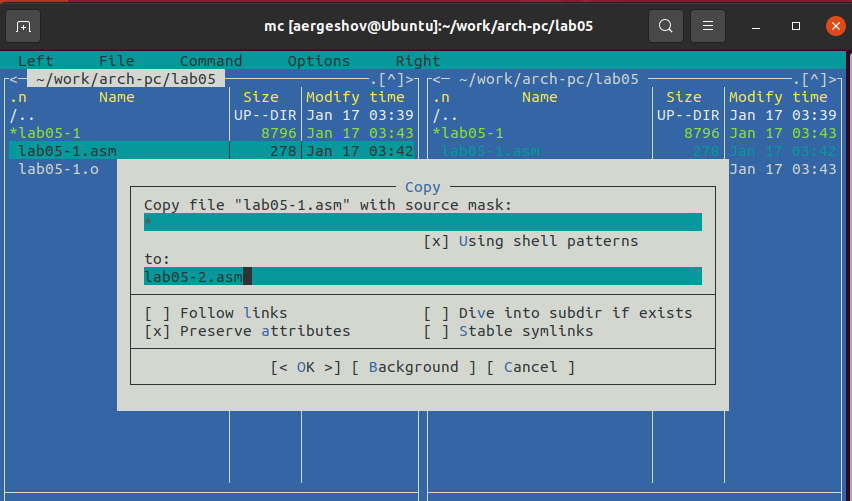 mc [aergeshov@Ubuntu]:~/work/arch-pc/lab05
Left File Command Options Right
<─ ~/work/arch-pc/lab05 ─.[^]> <─ ~/work/arch-pc/lab05 ─.[^]>
.n Name Size Modify time .n Name Size Modify time
/.. UP--DIR Jan 17 03:39 /.. UP--DIR Jan 17 03:39
*lab05-1 8796 Jan 17 03:43 *lab05-1 8796 Jan 17 03:43
lab05-1.asm 278 Jan 17 03:42 lab05-1.asm 278 Jan 17 03:42
lab05-1.o Jan 17 03:43
Copy
Copy file "lab05-1.asm" with source mask:
*
[x] Using shell patterns
to:
lab05-2.asm
[ ] Follow links [ ] Dive into subdir if exists
[x] Preserve attributes [ ] Stable symlinks
[< OK >] [ Background ] [ Cancel ]